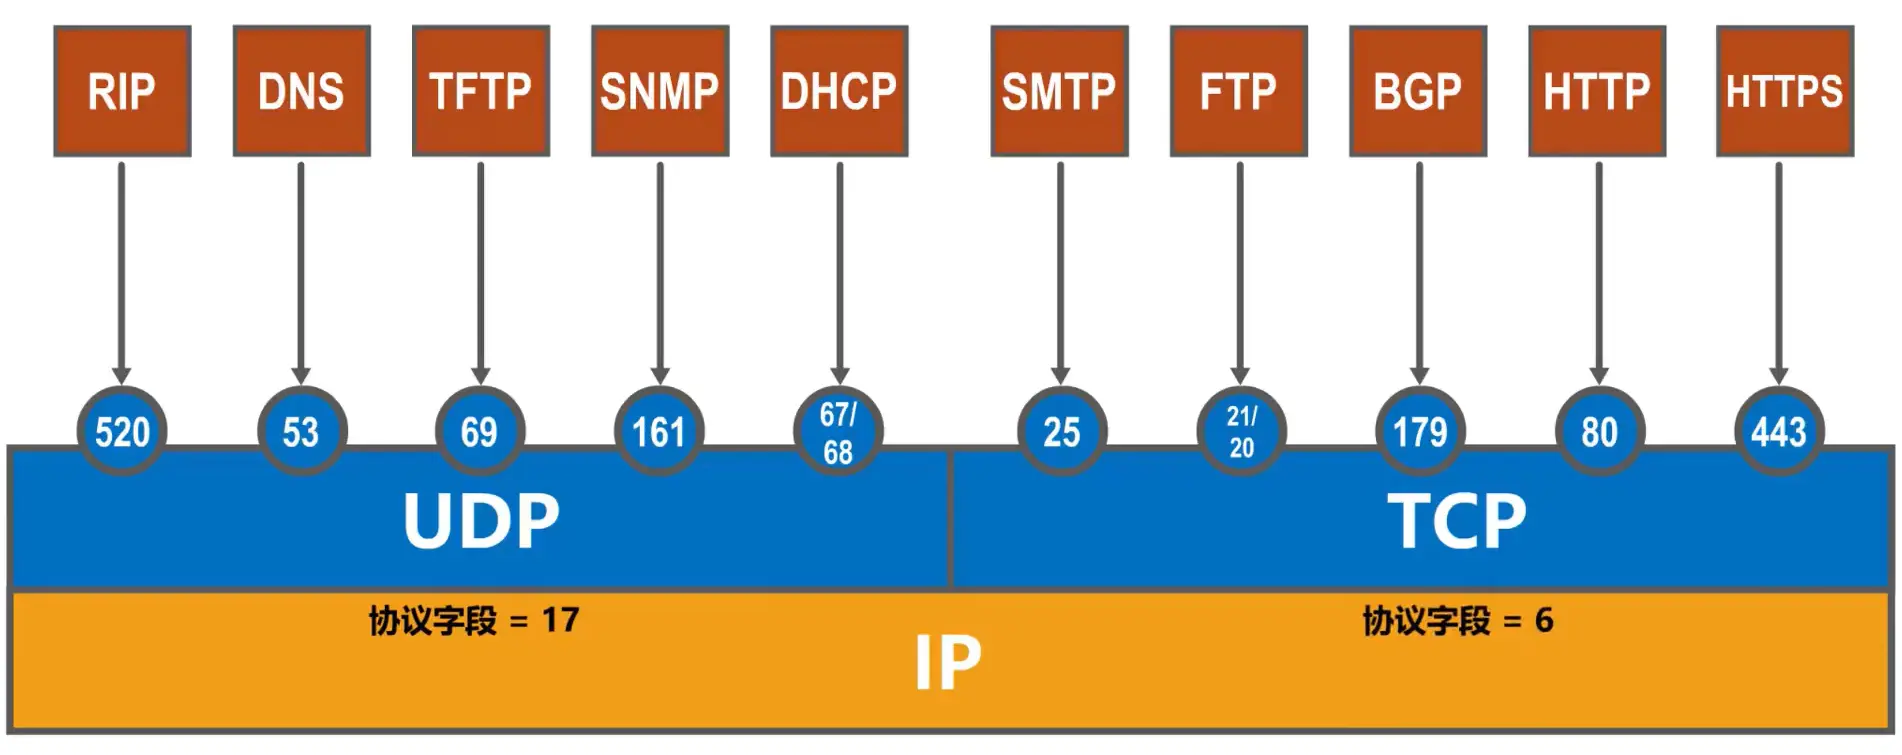 RIP
DNS
TFTP
SNMP
DHCP
SMTP
FTP
BGP
HTTP
HTTPS
520
53
69
161
67/
68
25
21/
20
179
80
443
UDP
TCP
协议字段 = 17
协议字段 = 6
IP